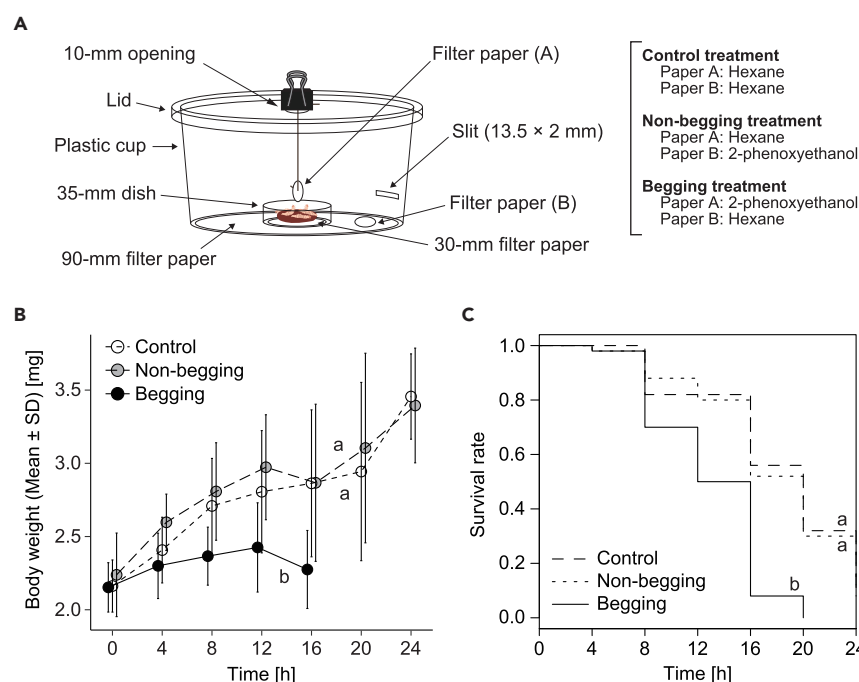 A
10-mm opening
Filter paper (A)
Lid
Plastic cup
Slit (13.5 × 2 mm)
35-mm dish
Filter paper (B)
30-mm filter paper
90-mm filter paper
Control treatment
Paper A: Hexane
Paper B: Hexane
Non-begging treatment
Paper A: Hexane
Paper B: 2-phenoxyethanol
Begging treatment
Paper A: 2-phenoxyethanol
Paper B: Hexane
B
Control
Non-begging
Begging
Body weight (Mean ± SD) [mg]
3.5
3.0
2.5
2.0
a
a
b
0 4 8 12 16 20 24
Time [h]
C
Survival rate
1.0
0.8
0.6
0.4
0.2
0.0
a
a
b
Control
Non-begging
Begging
0 4 8 12 16 20 24
Time [h]